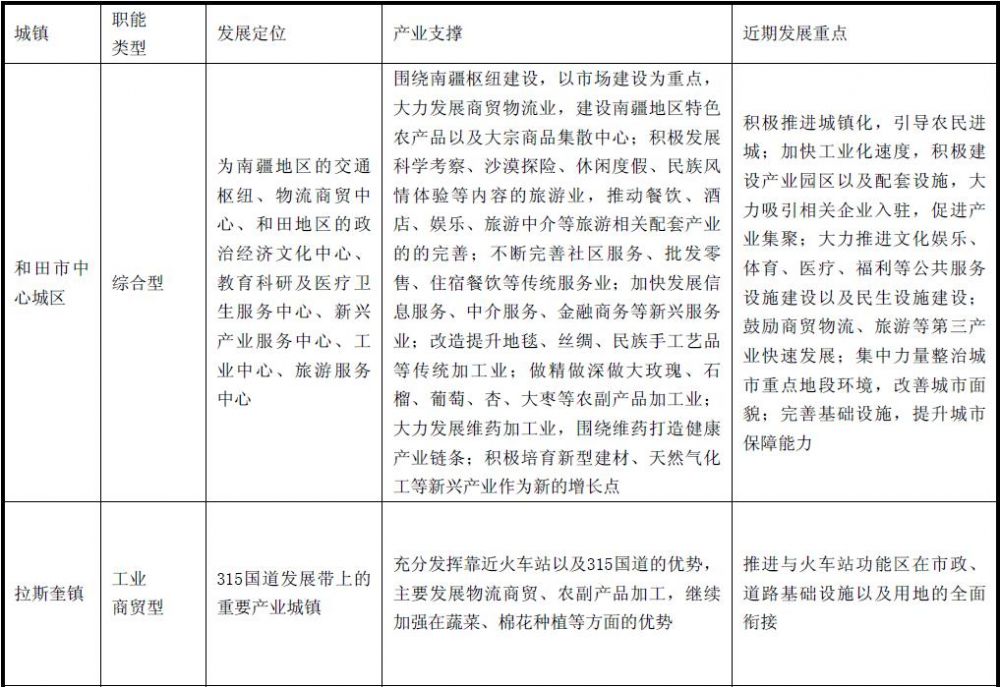 城镇
职能
类型
发展定位
产业支撑
近期发展重点
和田市中
心城区
综合型
为南疆地区的交通
枢纽、物流商贸中
心、和田地区的政
治经济文化中心、
教育科研及医疗卫
生服务中心、新兴
产业服务中心、工
业中心、旅游服务
中心
围绕南疆枢纽建设，以市场建设为重点，
大力发展商贸物流业，建设南疆地区特色
农产品以及大宗商品集散中心；积极发展
科学考察、沙漠探险、休闲度假、民族风
情体验等内容的旅游业，推动餐饮、酒
店、娱乐、旅游中介等旅游相关配套产业
的的完善；不断完善社区服务、批发零
售、住宿餐饮等传统服务业；加快发展信
息服务、中介服务、金融商务等新兴服务
业；改造提升地毯、丝绸、民族手工艺品
等传统加工业；做精做深做大玫瑰、石
榴、葡萄、杏、大枣等农副产品加工业；
大力发展维药加工业，围绕维药打造健康
产业链条；积极培育新型建材、天然气化
工等新兴产业作为新的增长点
积极推进城镇化，引导农民进
城；加快工业化速度，积极建
设产业园区以及配套设施，大
力吸引相关企业入驻，促进产
业集聚；大力推进文化娱乐、
体育、医疗、福利等公共服务
设施建设以及民生设施建设；
鼓励商贸物流、旅游等第三产
业快速发展；集中力量整治城
市重点地段环境，改善城市面
貌；完善基础设施，提升城市
保障能力
拉斯奎镇
工业
商贸型
315国道发展带上的
重要产业城镇
充分发挥靠近火车站以及315国道的优势，
主要发展物流商贸、农副产品加工，继续
加强在蔬菜、棉花种植等方面的优势
推进与火车站功能区在市政、
道路基础设施以及用地的全面
衔接